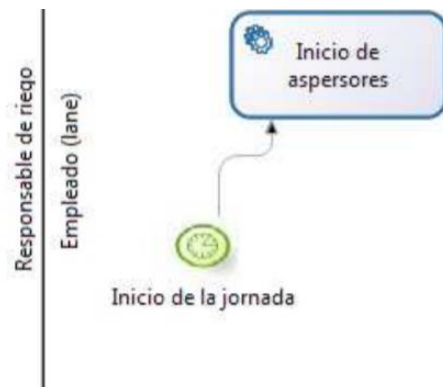 Responsable de riego
Empleado (lane)
Inicio de
aspersores
Inicio de la jornada